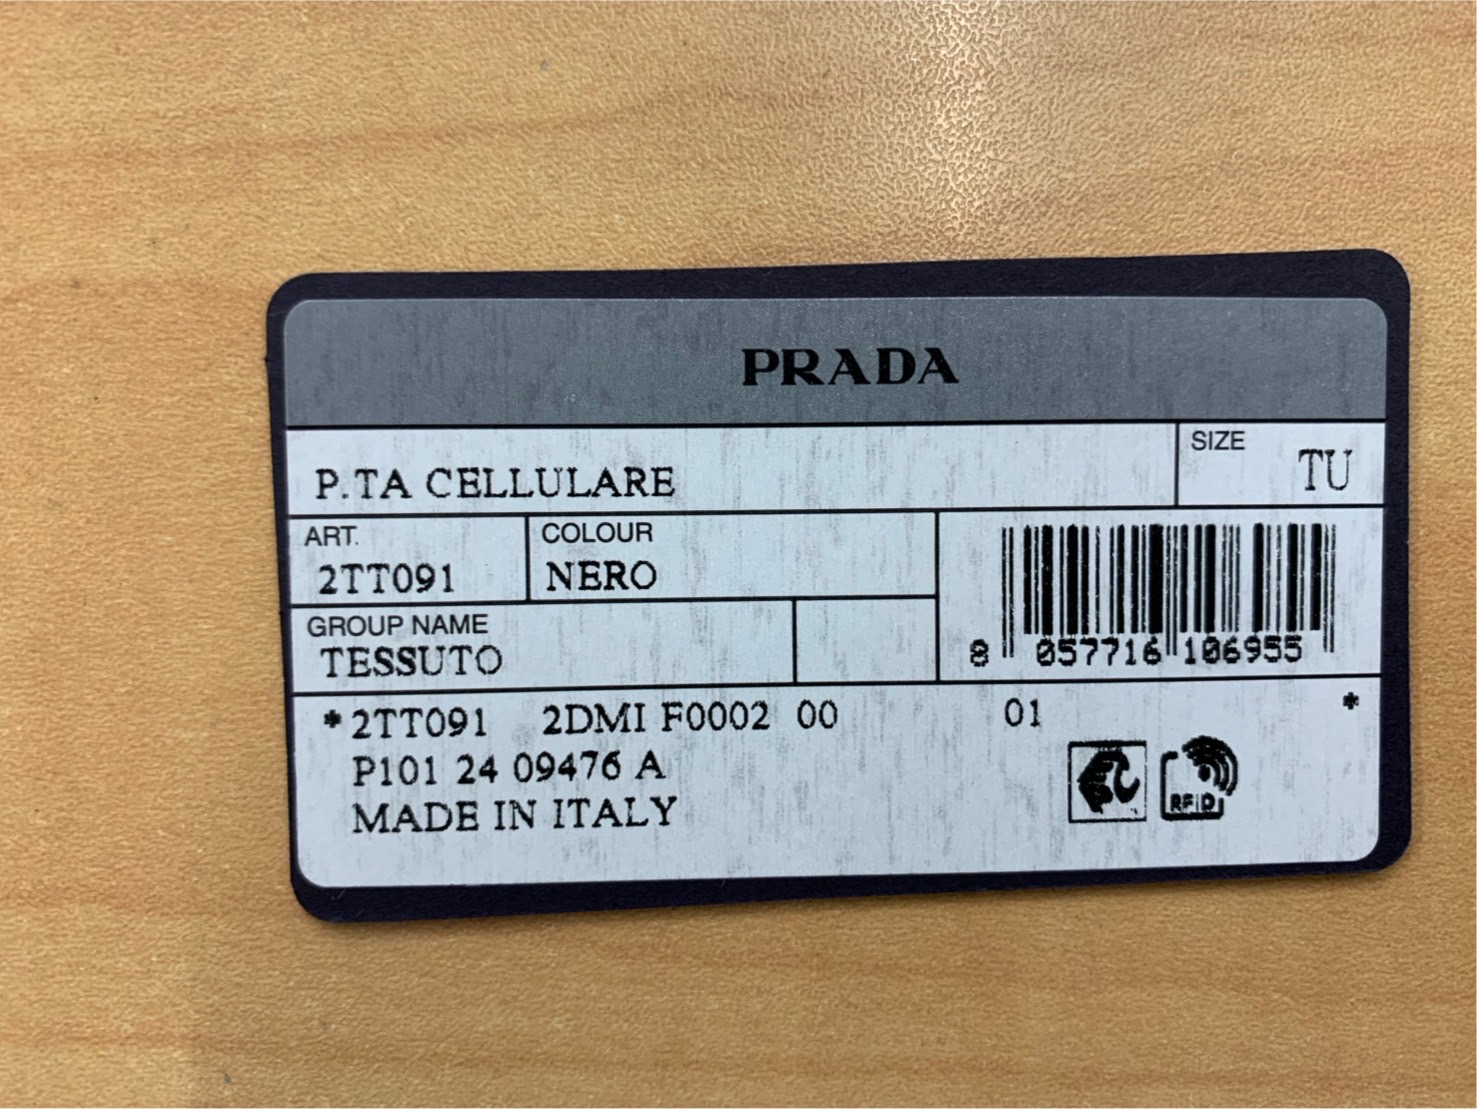 PRADA
P.TA CELLULARE
SIZE
TU
ART.
2TT091
COLOUR
NERO
GROUP NAME
TESSUTO
8 057716 106955
*2TT091 2DMI F0002 00 01 *
P101 24 09476 A
MADE IN ITALY
RFID